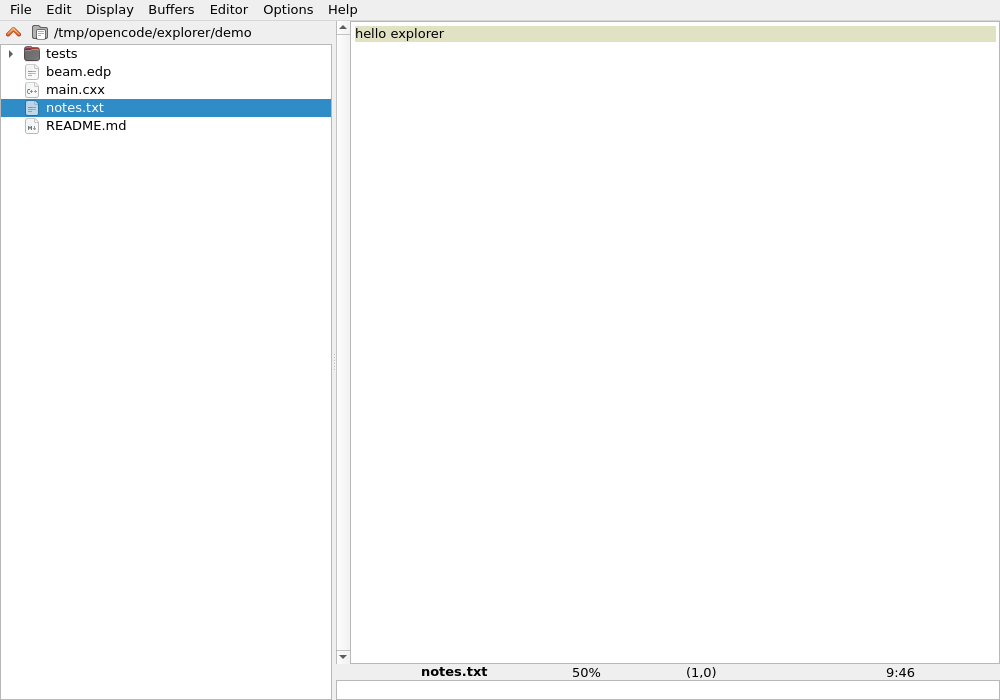 File Edit Display Buffers Editor Options Help
/tmp/opencode/explorer/demo
tests
beam.edp
main.cxx
notes.txt
README.md
hello explorer
notes.txt 50% (1,0) 9:46